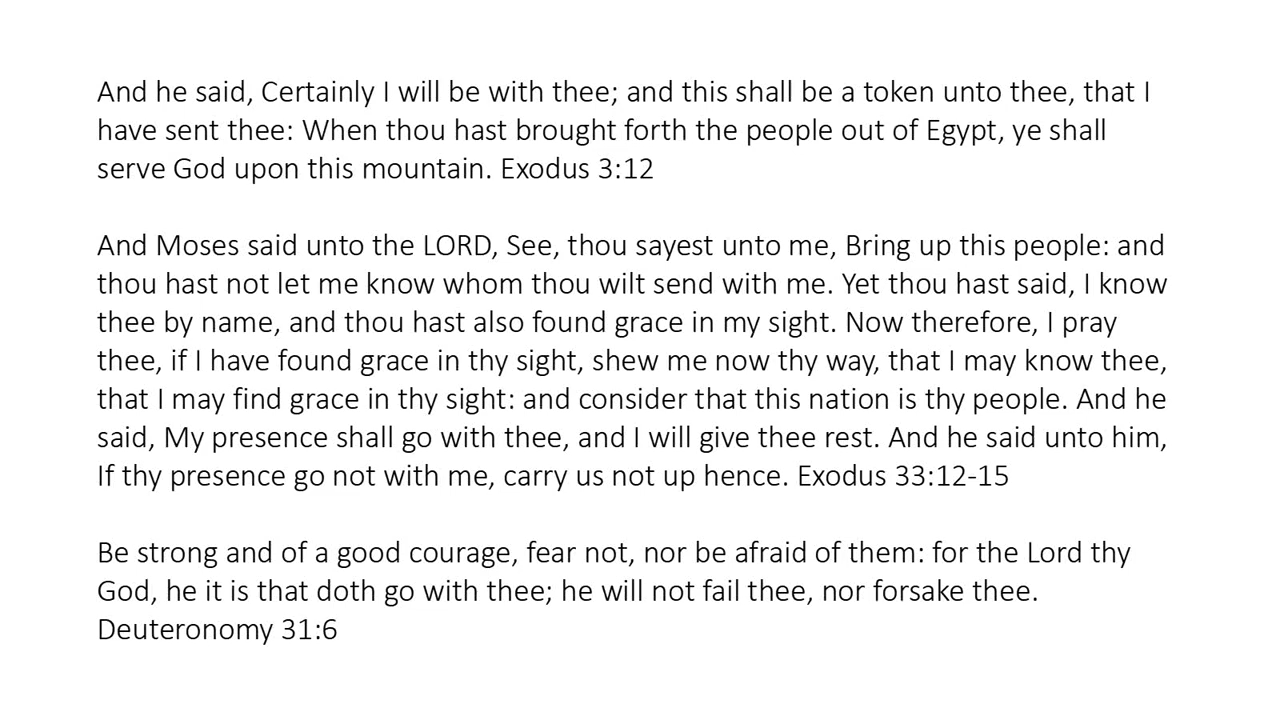 And he said, Certainly I will be with thee; and this shall be a token unto thee, that I
have sent thee: When thou hast brought forth the people out of Egypt, ye shall
serve God upon this mountain. Exodus 3:12
And Moses said unto the LORD, See, thou sayest unto me, Bring up this people: and
thou hast not let me know whom thou wilt send with me. Yet thou hast said, I know
thee by name, and thou hast also found grace in my sight. Now therefore, I pray
thee, if I have found grace in thy sight, shew me now thy way, that I may know thee,
that I may find grace in thy sight: and consider that this nation is thy people. And he
said, My presence shall go with thee, and I will give thee rest. And he said unto him,
If thy presence go not with me, carry us not up hence. Exodus 33:12-15
Be strong and of a good courage, fear not, nor be afraid of them: for the Lord thy
God, he it is that doth go with thee; he will not fail thee, nor forsake thee.
Deuteronomy 31:6